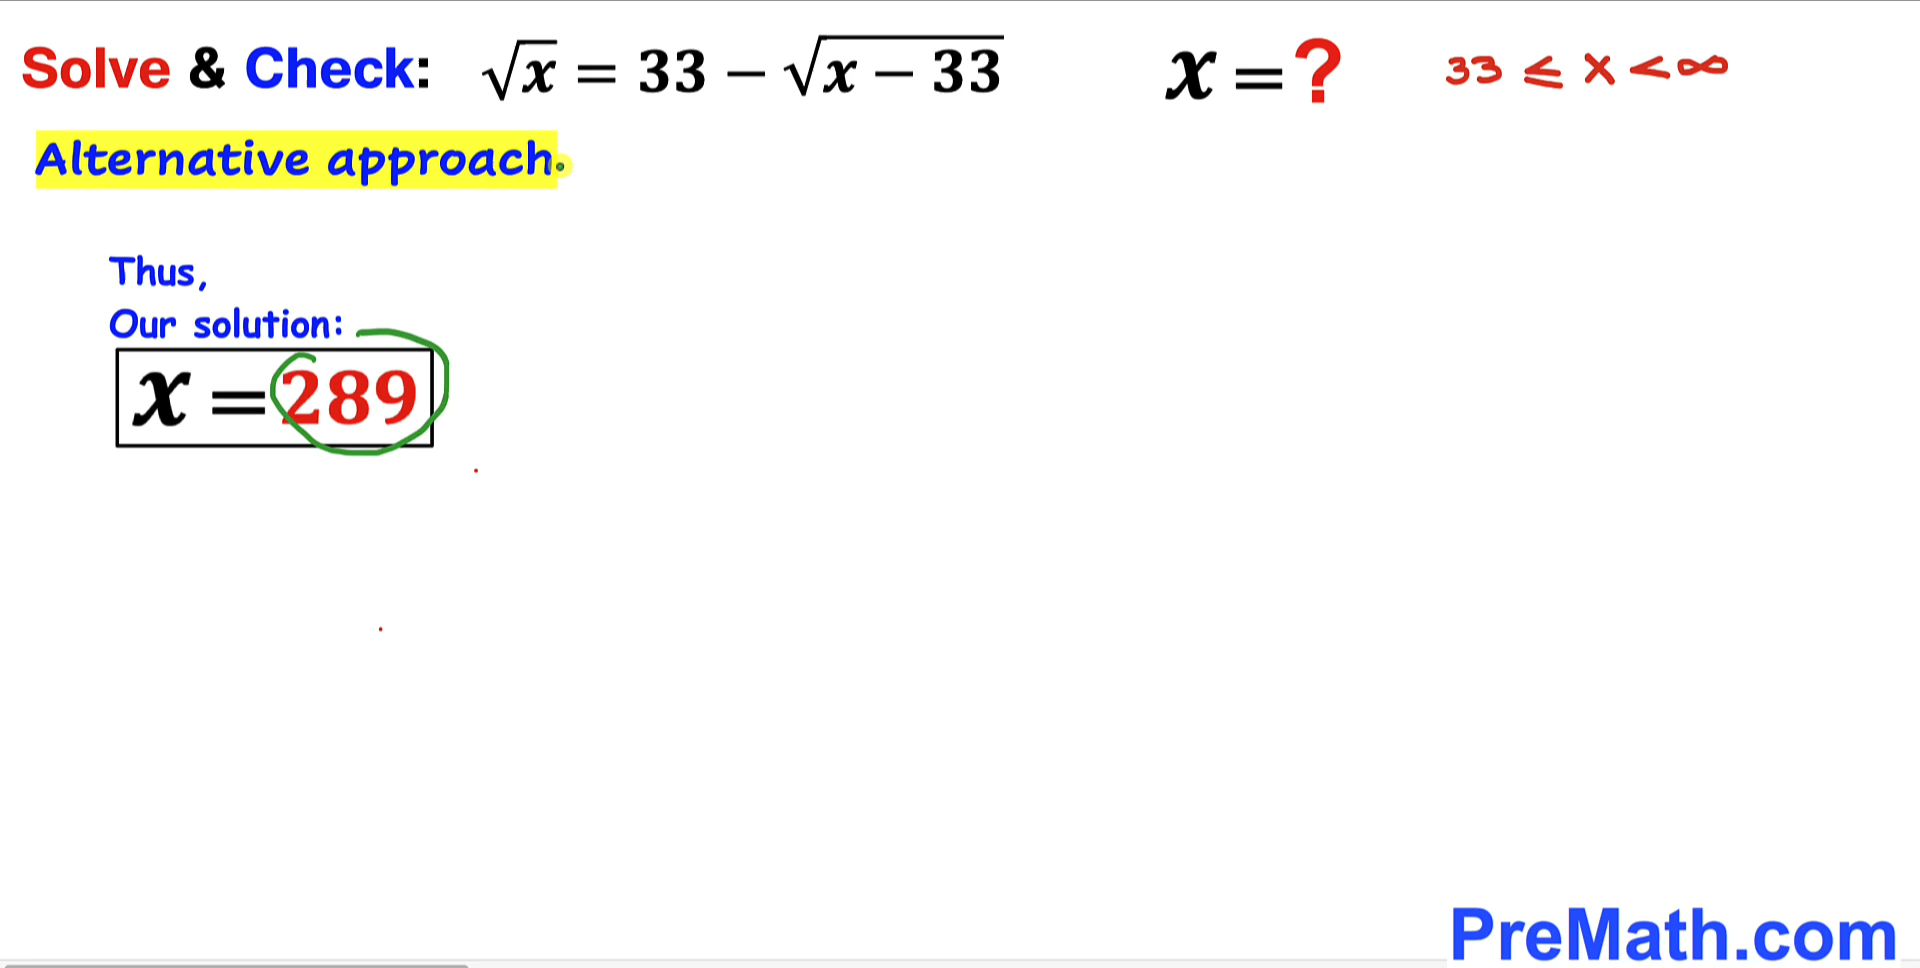 Solve & Check: √x = 33 − √x − 33 x = ? 33 ≤ x < ∞
Alternative approach.
Thus,
Our solution:
x = 289
PreMath.com